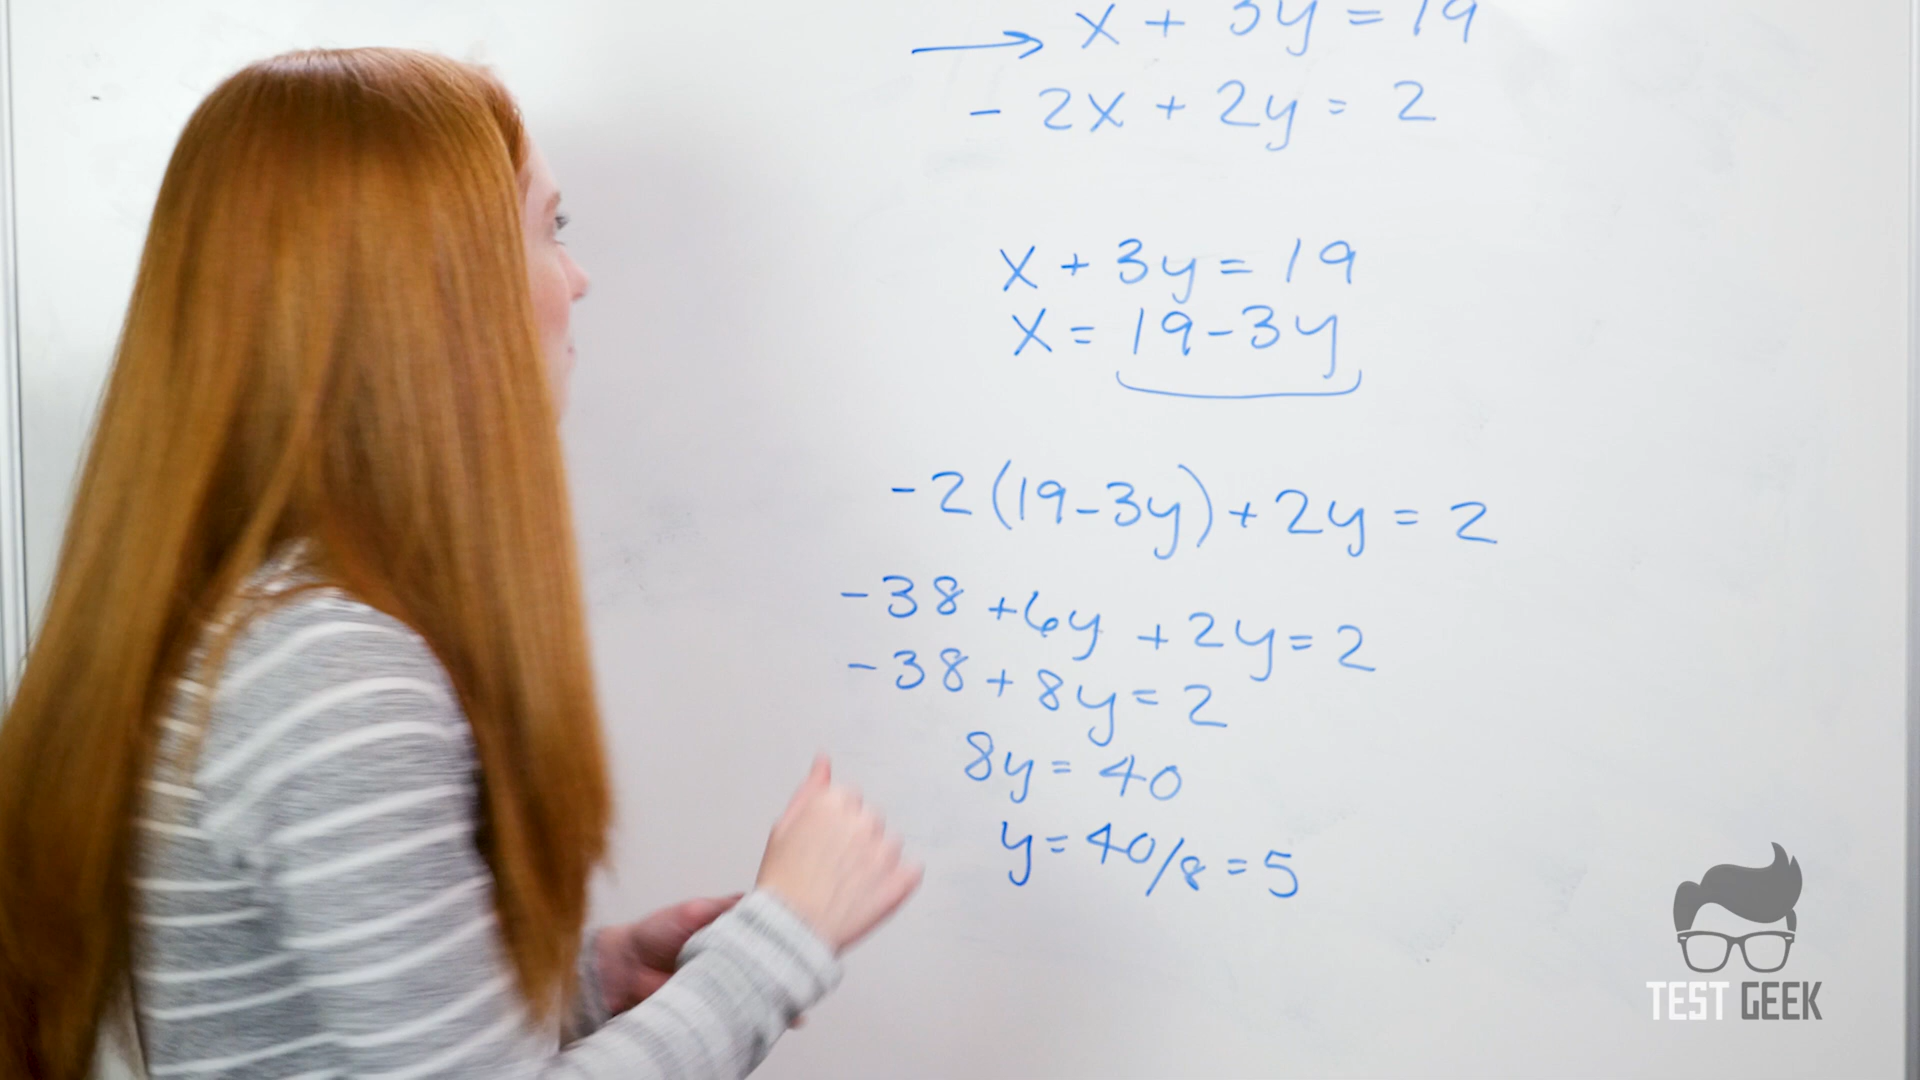 → x + 3y = 19
- 2x + 2y = 2
x + 3y = 19
x = 19-3y
-2(19-3y)+2y = 2
-38 +6y +2y= 2
-38 + 8y = 2
8y = 40
y = 40/8 = 5
TEST GEEK